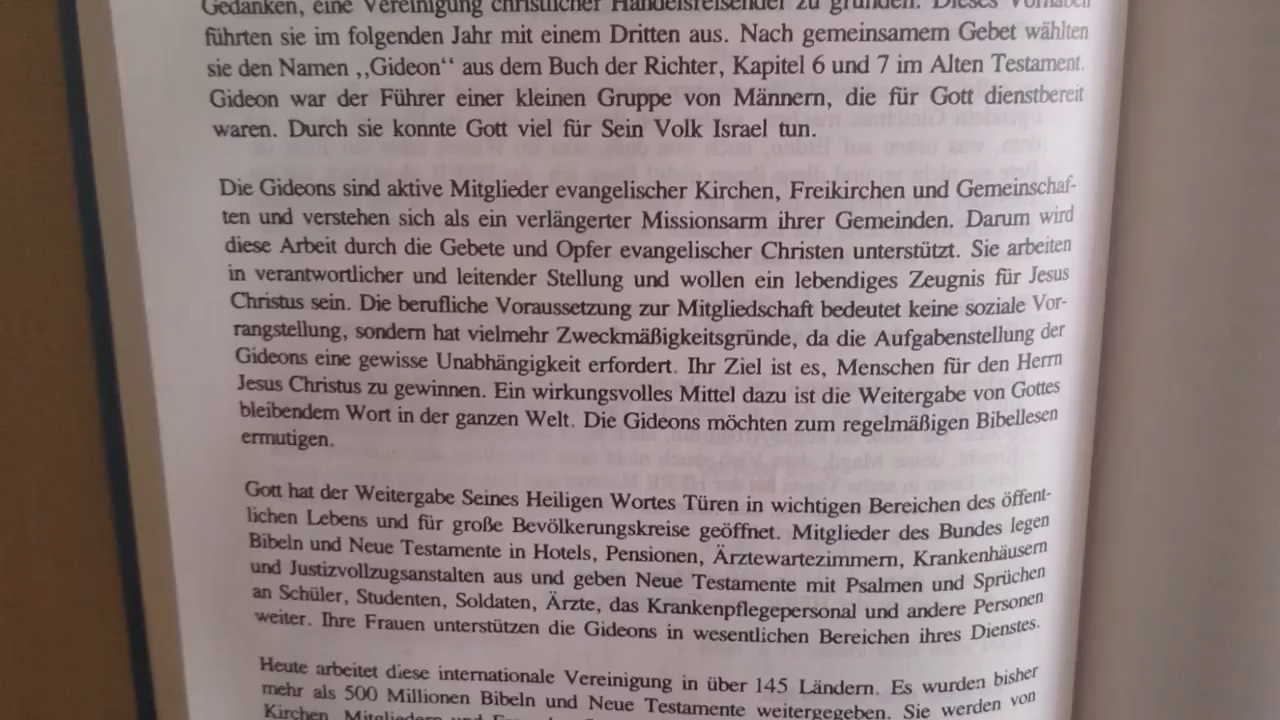 Gedanken, eine Vereinigung christlicher Handelsreisender zu gründen. Dieses Vorhaben
führten sie im folgenden Jahr mit einem Dritten aus. Nach gemeinsamem Gebet wählten
sie den Namen ,,Gideon“ aus dem Buch der Richter, Kapitel 6 und 7 im Alten Testament.
Gideon war der Führer einer kleinen Gruppe von Männern, die für Gott dienstbereit
waren. Durch sie konnte Gott viel für Sein Volk Israel tun.
Die Gideons sind aktive Mitglieder evangelischer Kirchen, Freikirchen und Gemeinschaf-
ten und verstehen sich als ein verlängerter Missionsarm ihrer Gemeinden. Darum wird
diese Arbeit durch die Gebete und Opfer evangelischer Christen unterstützt. Sie arbeiten
in verantwortlicher und leitender Stellung und wollen ein lebendiges Zeugnis für Jesus
Christus sein. Die berufliche Voraussetzung zur Mitgliedschaft bedeutet keine soziale Vor-
rangstellung, sondern hat vielmehr Zweckmäßigkeitsgründe, da die Aufgabenstellung der
Gideons eine gewisse Unabhängigkeit erfordert. Ihr Ziel ist es, Menschen für den Herrn
Jesus Christus zu gewinnen. Ein wirkungsvolles Mittel dazu ist die Weitergabe von Gottes
bleibendem Wort in der ganzen Welt. Die Gideons möchten zum regelmäßigen Bibellesen
ermutigen.
Gott hat der Weitergabe Seines Heiligen Wortes Türen in wichtigen Bereichen des öffent-
lichen Lebens und für große Bevölkerungskreise geöffnet. Mitglieder des Bundes legen
Bibeln und Neue Testamente in Hotels, Pensionen, Ärztewartezimmern, Krankenhäusern
und Justizvollzugsanstalten aus und geben Neue Testamente mit Psalmen und Sprüchen
an Schüler, Studenten, Soldaten, Ärzte, das Krankenpflegepersonal und andere Personen
weiter. Ihre Frauen unterstützen die Gideons in wesentlichen Bereichen ihres Dienstes.
Heute arbeitet diese internationale Vereinigung in über 145 Ländern. Es wurden bisher
mehr als 500 Millionen Bibeln und Neue Testamente weitergegeben. Sie werden von
Kirchen, Mitgliedern und